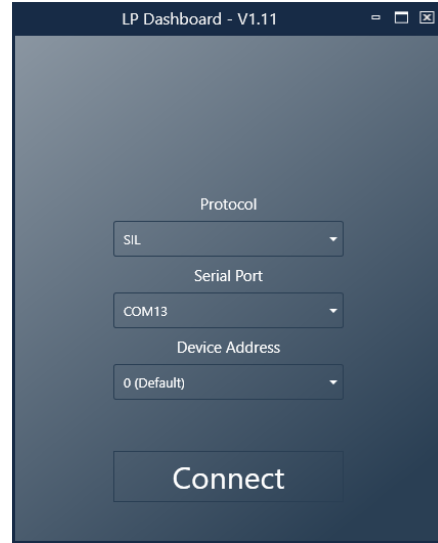 LP Dashboard - V1.11
Protocol
SIL
Serial Port
COM13
Device Address
0 (Default)
Connect